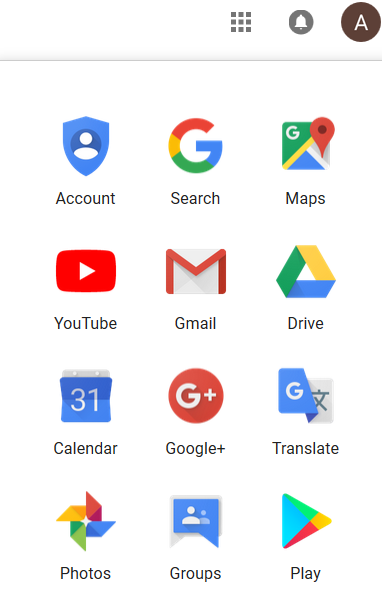 A
Account Search Maps
YouTube Gmail Drive
31
Calendar Google+ Translate
Photos Groups Play